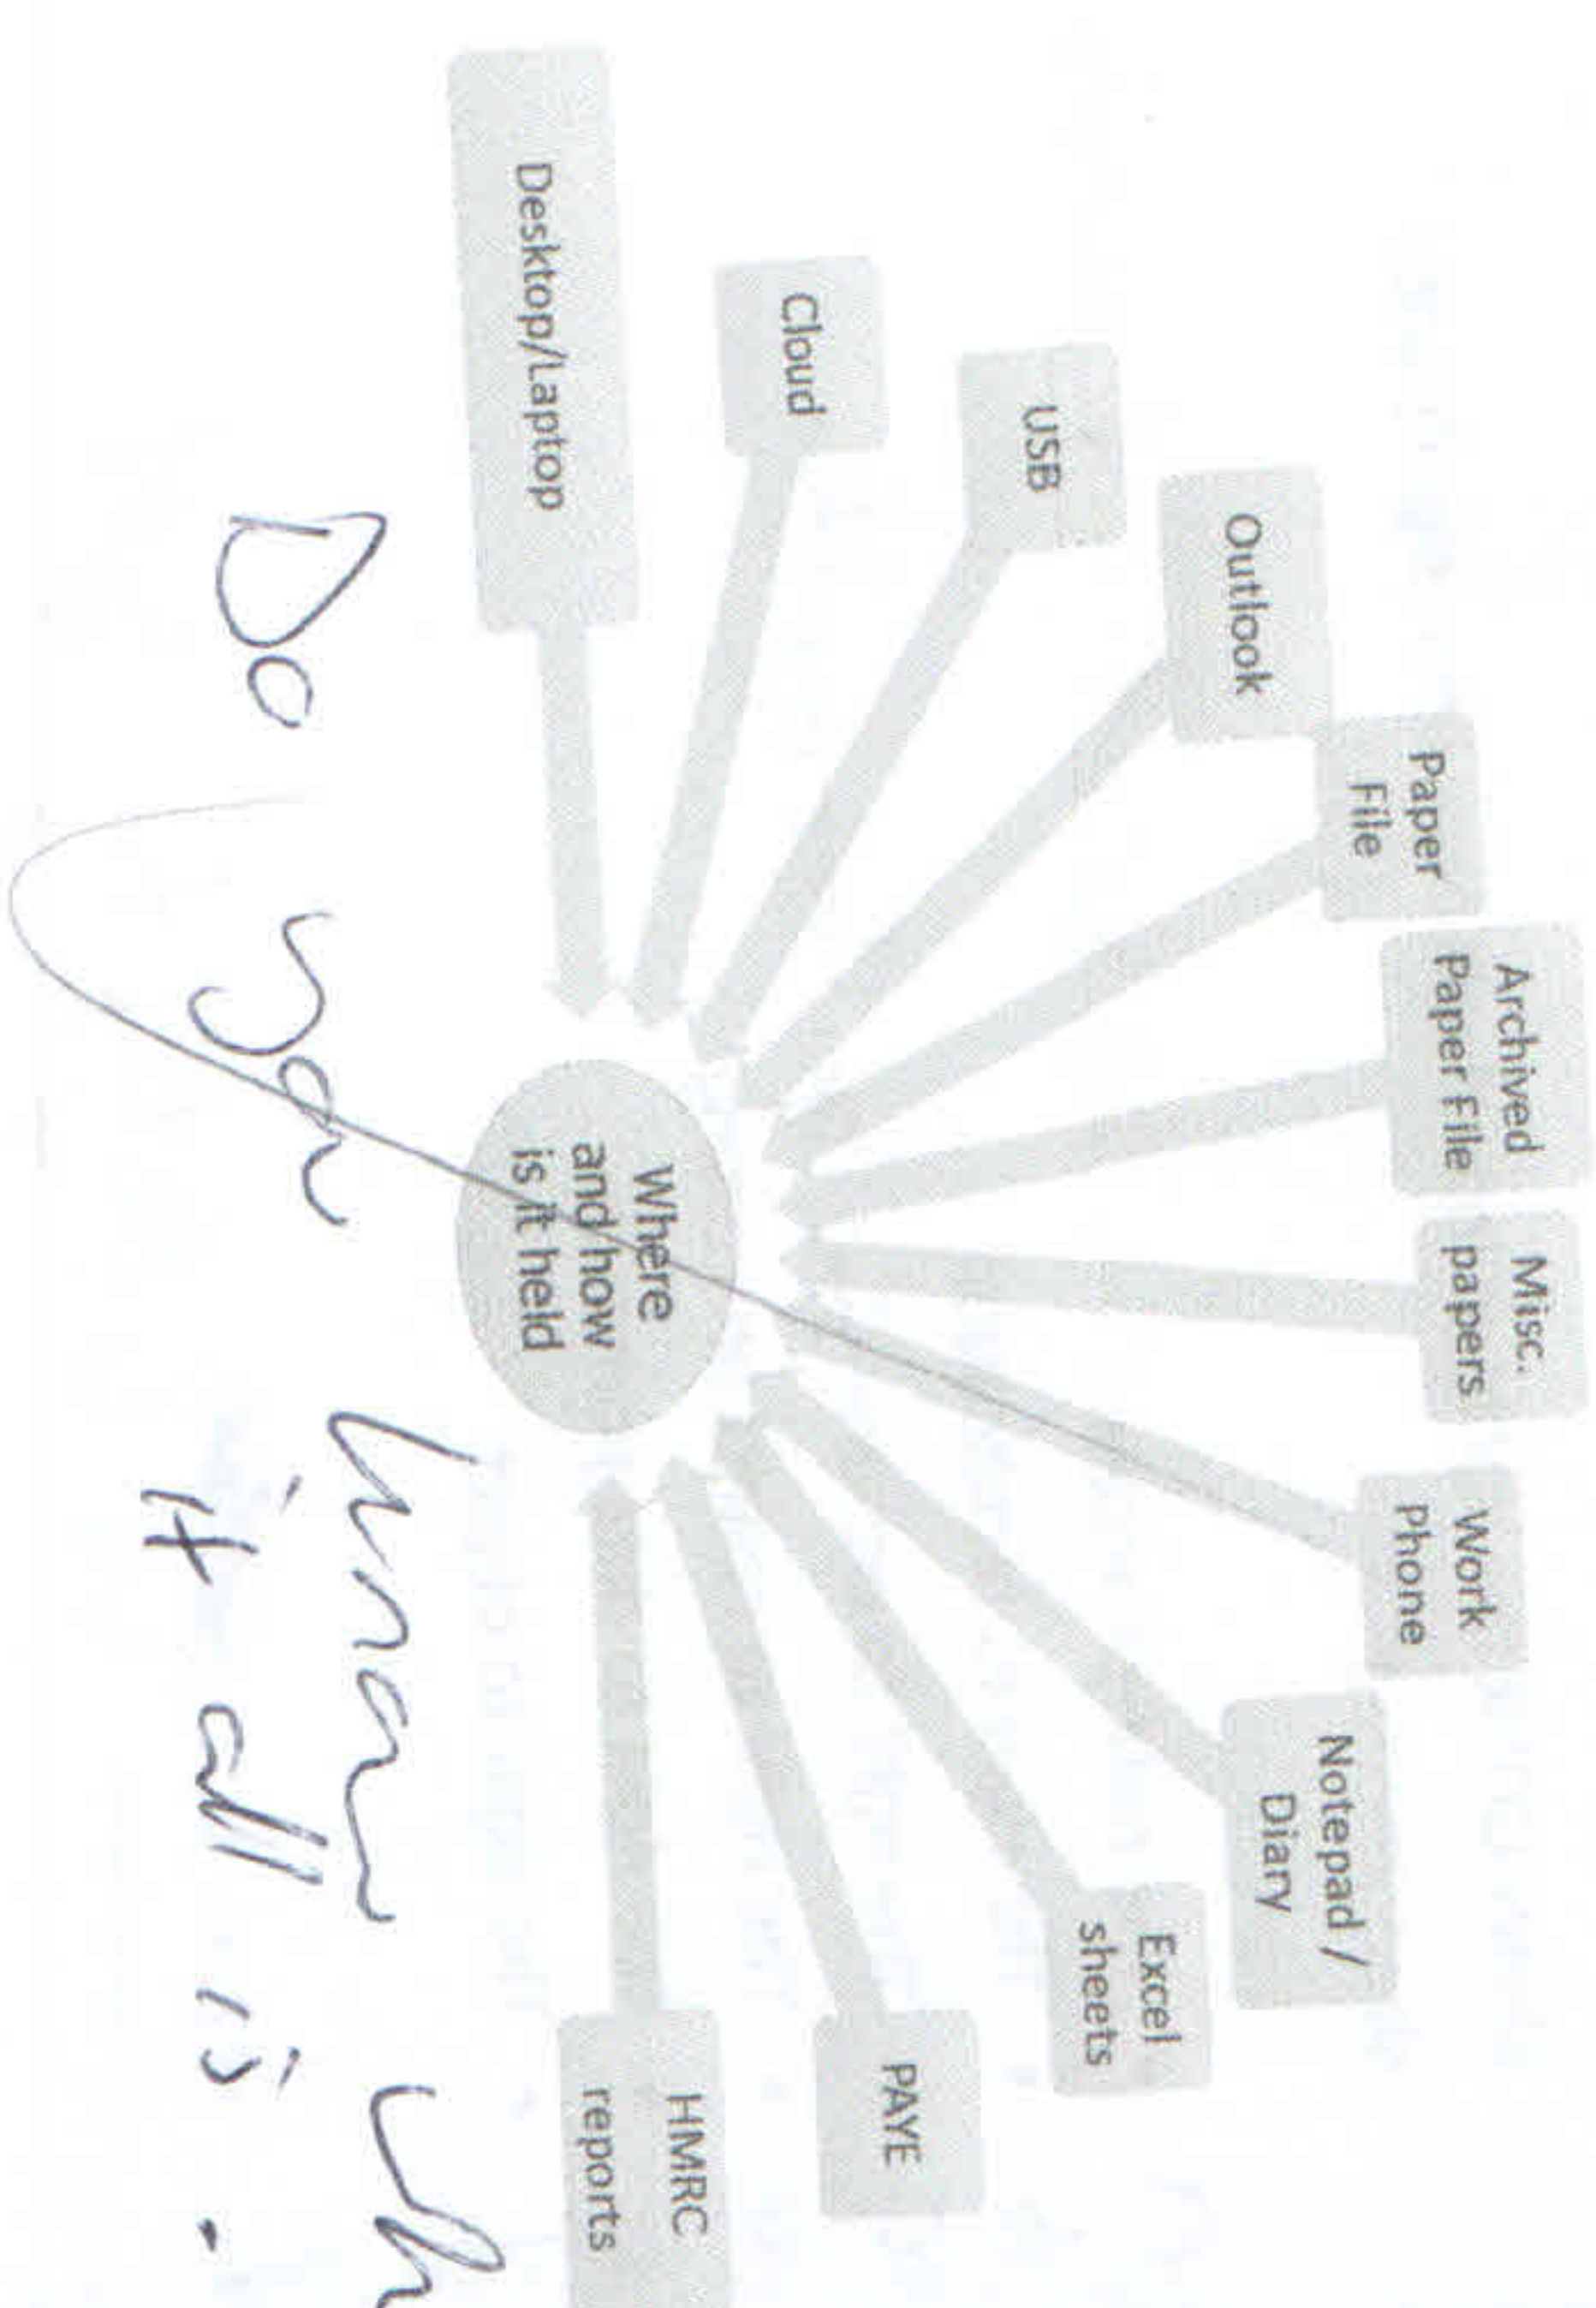 Desktop/Laptop
Cloud
USB
Outlook
Paper
File
Archived
Paper File
Misc.
papers
Work
Phone
Notepad /
Diary
Excel
sheets
PAYE
HMRC
reports
Where
and how
is it held
Do you know
it all is.